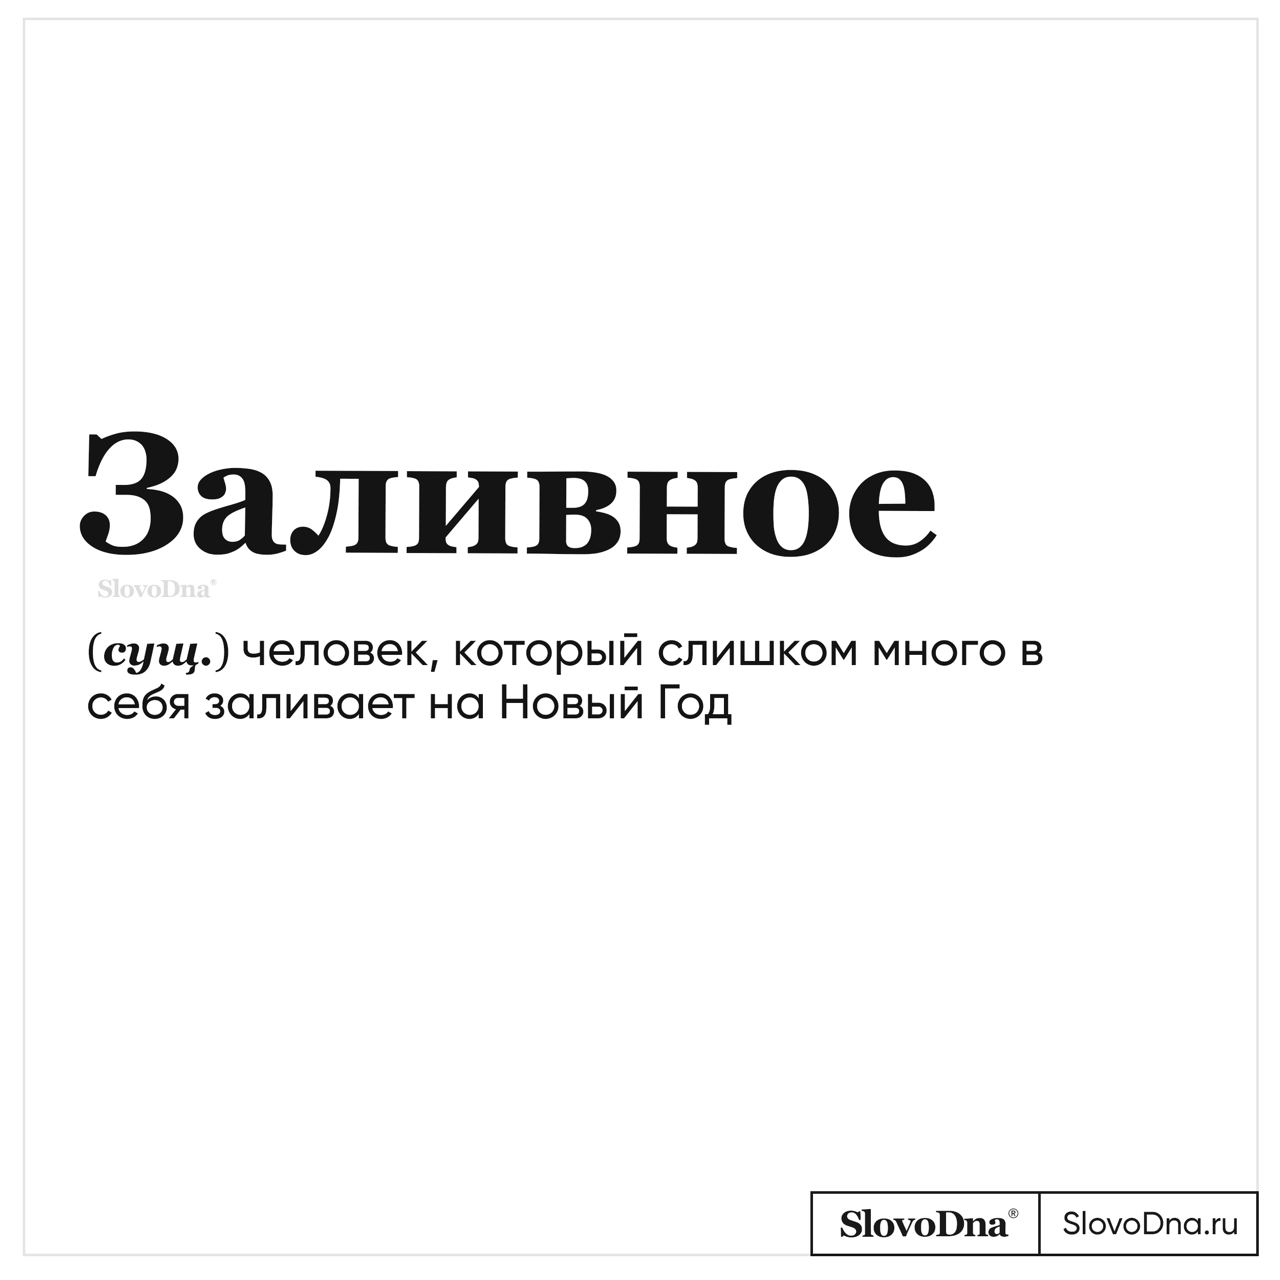 Заливное
SlovoDna®
(сущ.) человек, который слишком много в
себя заливает на Новый Год
SlovoDna® SlovoDna.ru